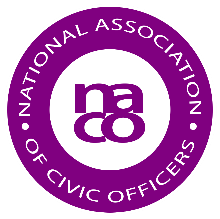 NATIONAL ASSOCIATION
naco
• OF CIVIC OFFICERS •